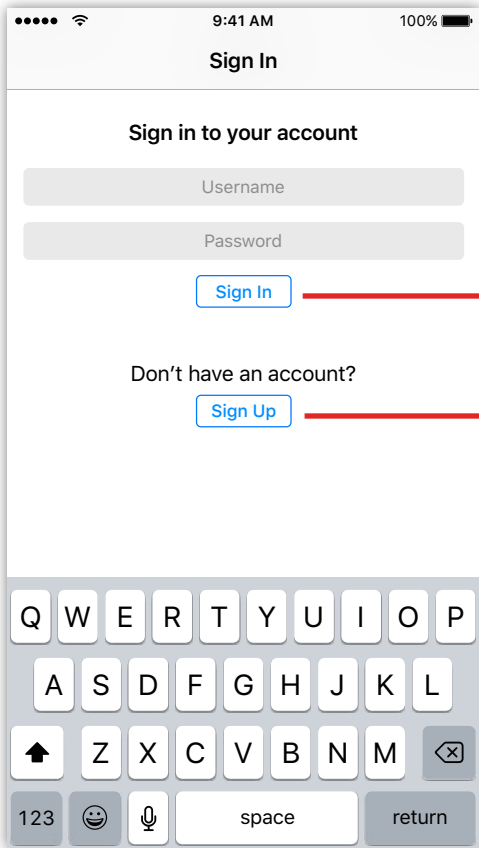 9:41 AM 100%
Sign In
Sign in to your account
Username
Password
Sign In
Don't have an account?
Sign Up
Q W E R T Y U I O P
A S D F G H J K L
Z X C V B N M
123 space return